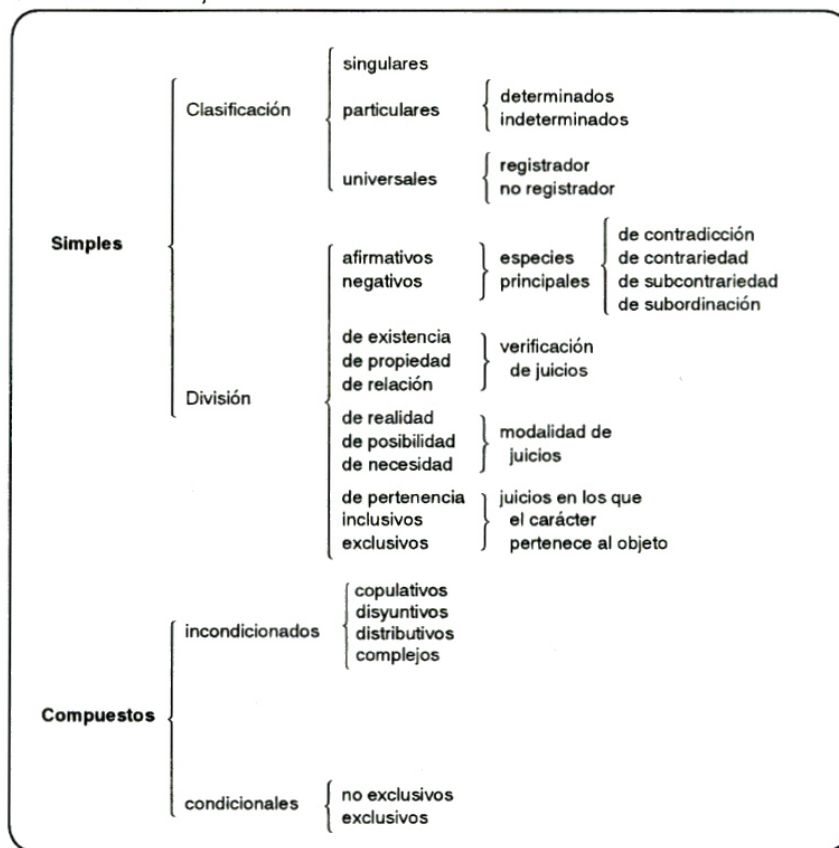 Simples
Clasificación
singulares
particulares
determinados
indeterminados
universales
registrador
no registrador
División
afirmativos
negativos
especies
principales
de contradicción
de contrariedad
de subcontrariedad
de subordinación
de existencia
de propiedad
de relación
verificación
de juicios
de realidad
de posibilidad
de necesidad
modalidad de
juicios
de pertenencia
inclusivos
exclusivos
juicios en los que
el carácter
pertenece al objeto
Compuestos
incondicionados
copulativos
disyuntivos
distributivos
complejos
condicionales
no exclusivos
exclusivos